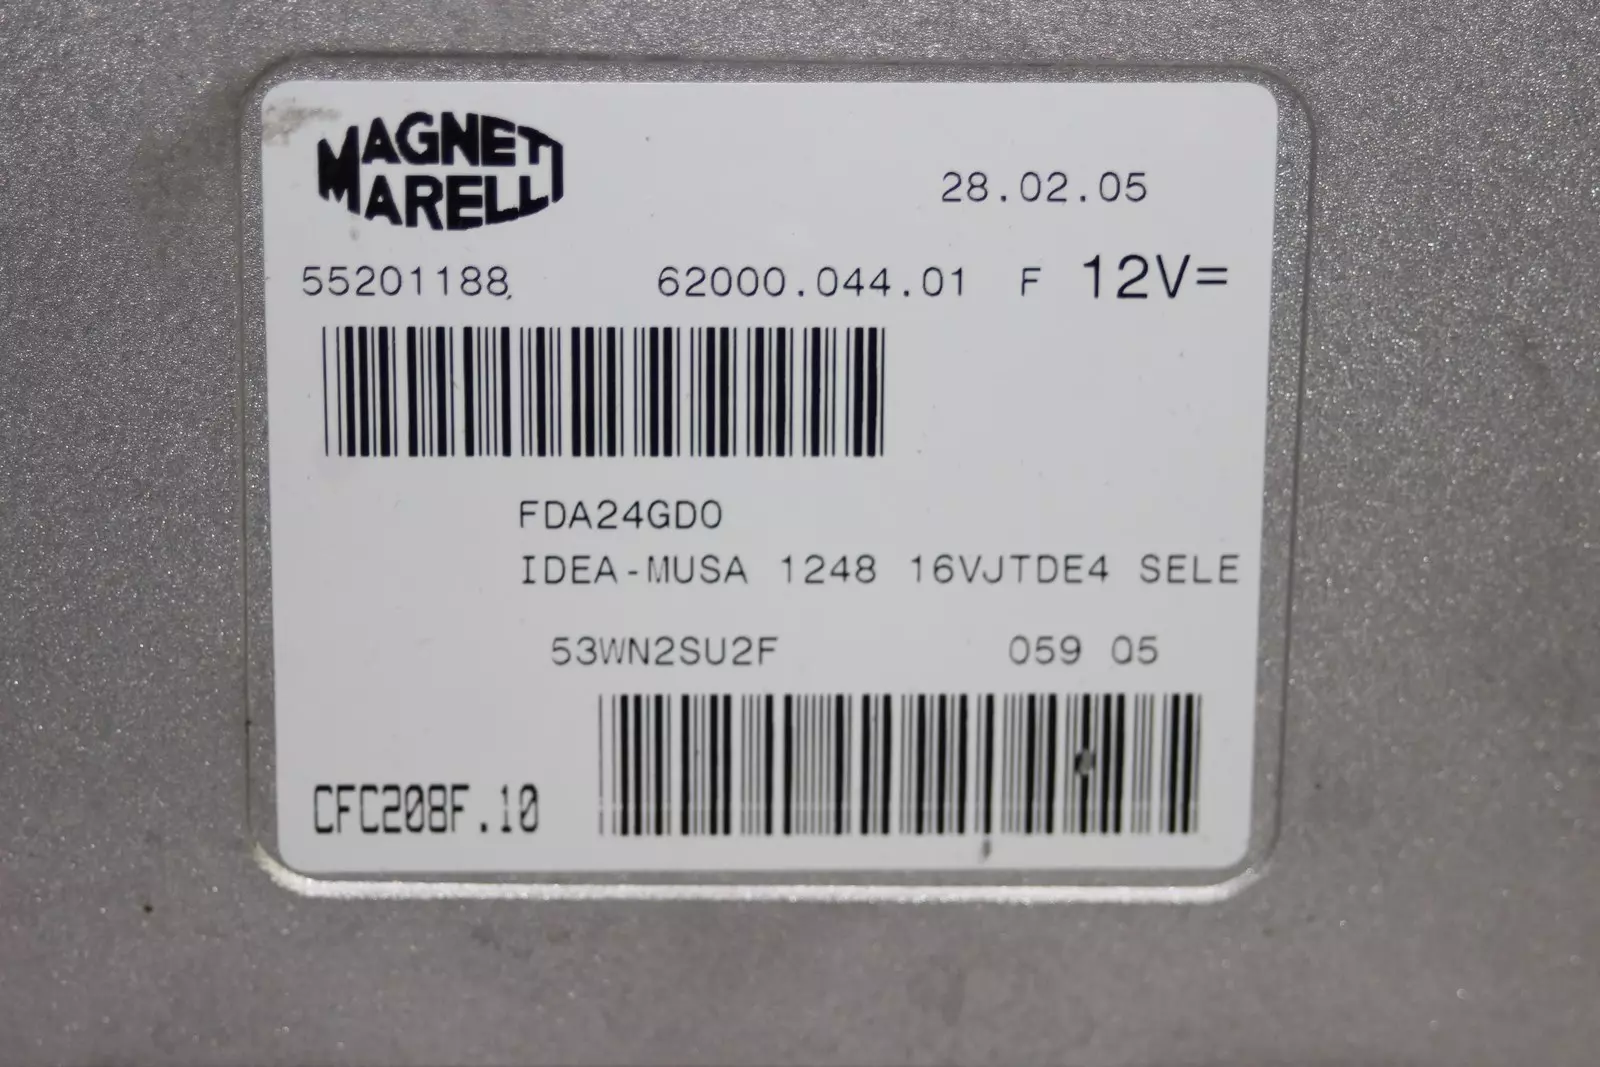 MAGNETI
MARELLI
28.02.05
55201188 62000.044.01 F 12V=
FDA24GD0
IDEA-MUSA 1248 16VJTDE4 SELE
53WN2SU2F 059 05
CFC208F.10